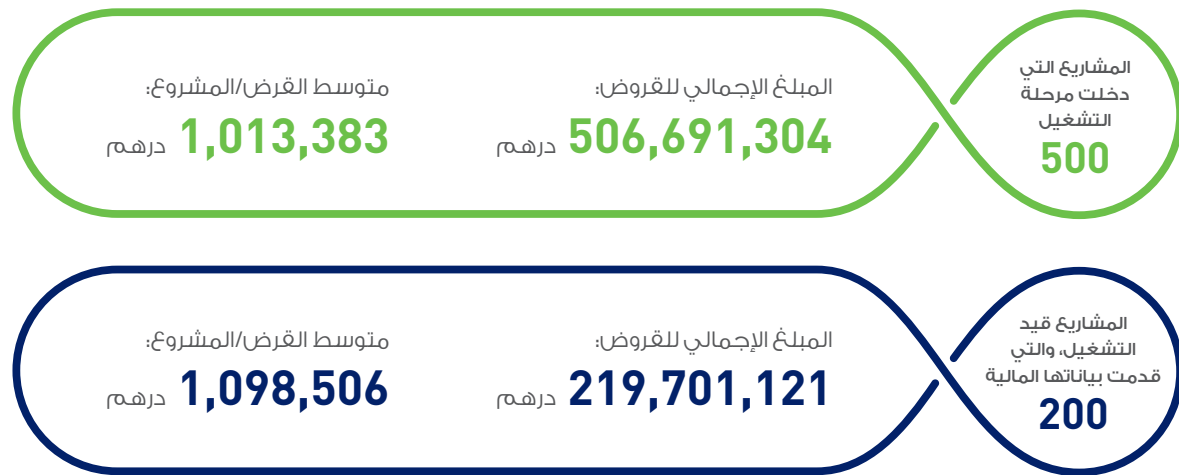 المشاريع التي
دخلت مرحلة
التشغيل
500
المبلغ الإجمالي للقروض:
506,691,304 درهم
متوسط القرض/المشروع:
1,013,383 درهم
المشاريع قيد
التشغيل، والتي
قدمت بياناتها المالية
200
المبلغ الإجمالي للقروض:
219,701,121 درهم
متوسط القرض/المشروع:
1,098,506 درهم